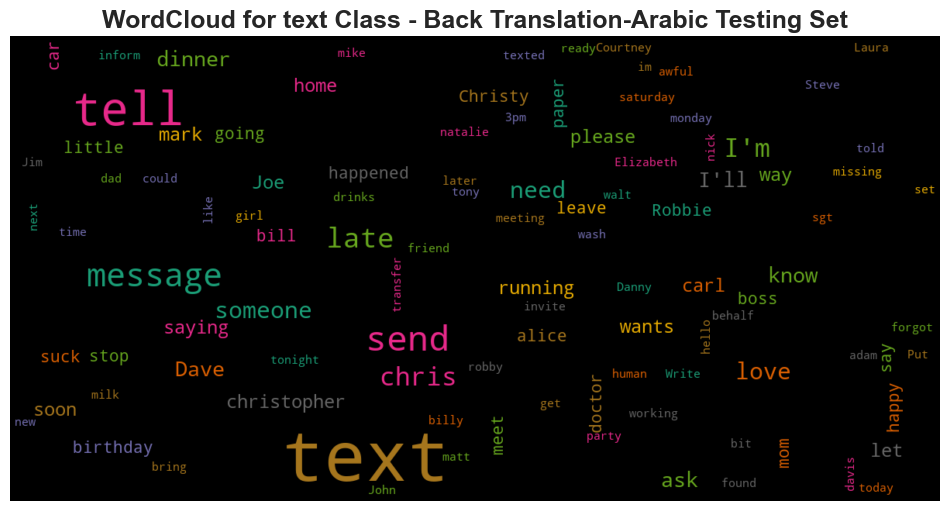 WordCloud for text Class - Back Translation-Arabic Testing Set
car
inform
dinner
mike
texted
ready
Courtney
Laura
im
awful
Steve
tell
home
Christy
paper
saturday
3pm
monday
mark
going
natalie
please
nick
I'm
told
little
Jim
happened
Elizabeth
missing
dad
could
Joe
later
tony
need
I'll
way
set
drinks
walt
next
like
girl
leave
Robbie
sgt
time
bill
late
meeting
wash
friend
message
transfer
running
Danny
carl
know
boss
someone
invite
behalf
saying
send
alice
wants
hello
forgot
suck
stop
Dave
tonight
chris
robby
human
Write
love
adam
say
Put
milk
soon
christopher
get
doctor
working
happy
new
billy
meet
birthday
text
matt
party
bit
mom
let
bring
John
ask
found
davis
today